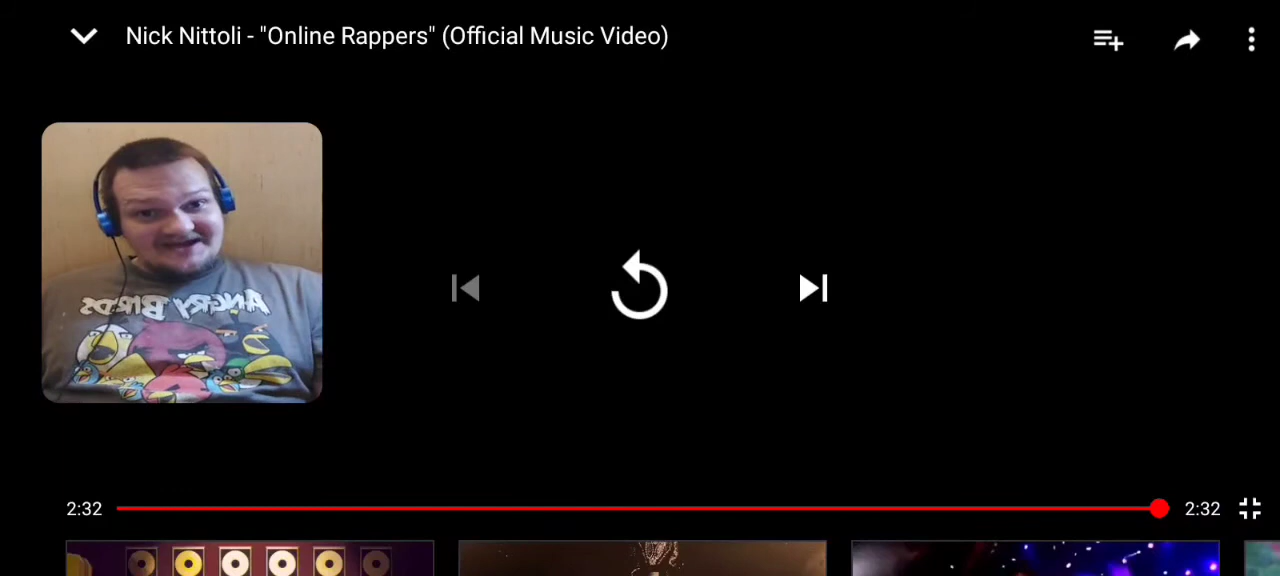 Nick Nittoli - "Online Rappers" (Official Music Video)
ANGRY BIRDS
2:32
2:32